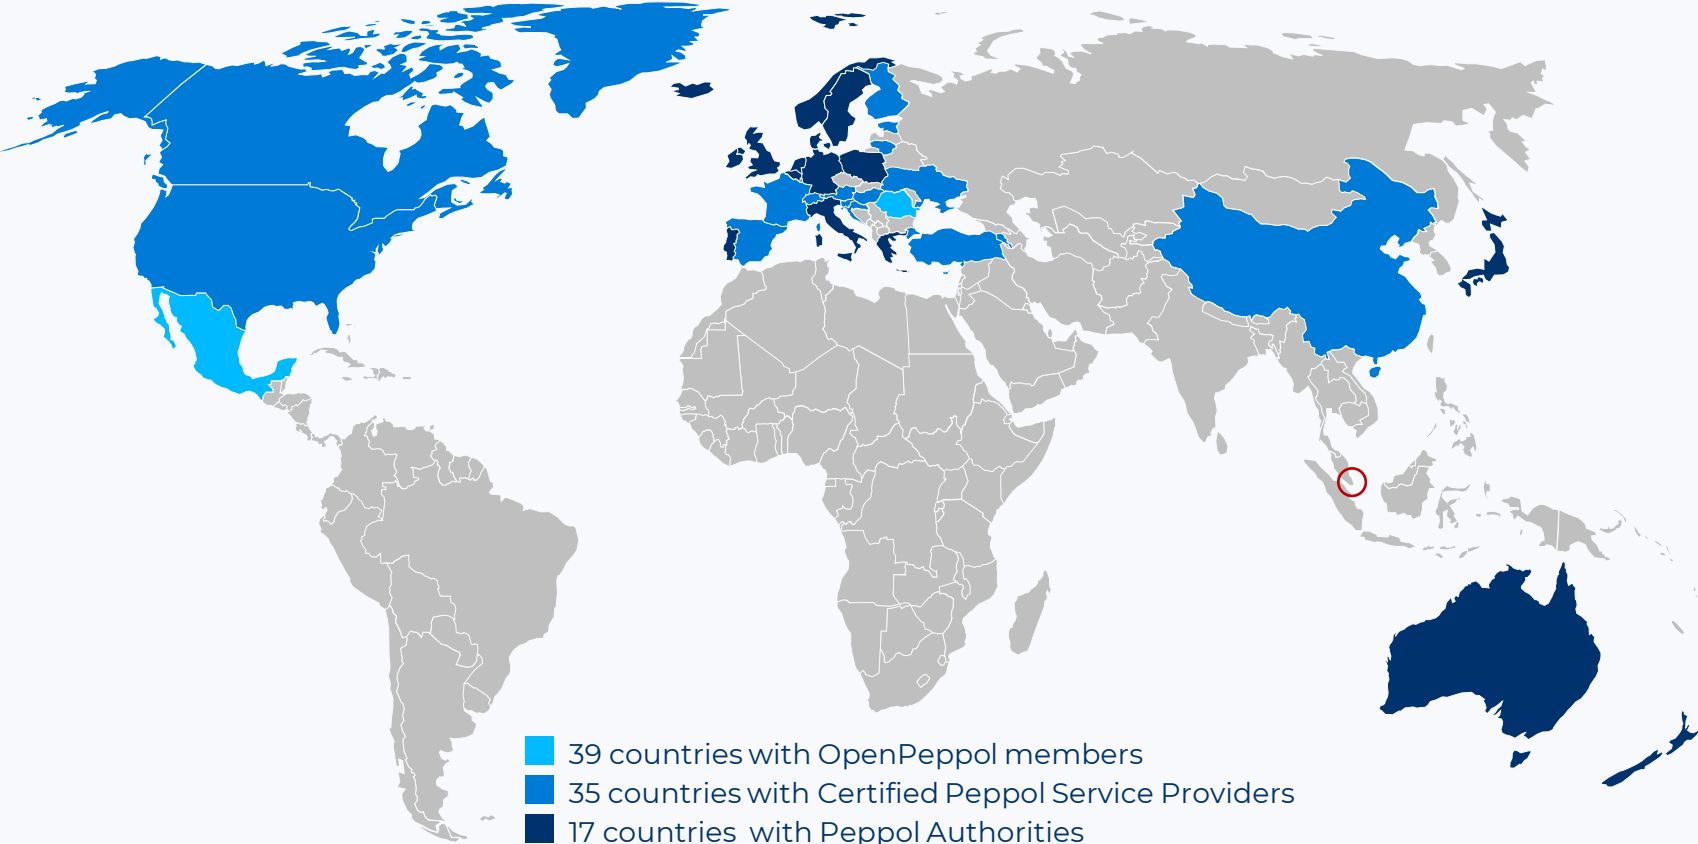 39 countries with OpenPeppol members
35 countries with Certified Peppol Service Providers
17 countries with Peppol Authorities